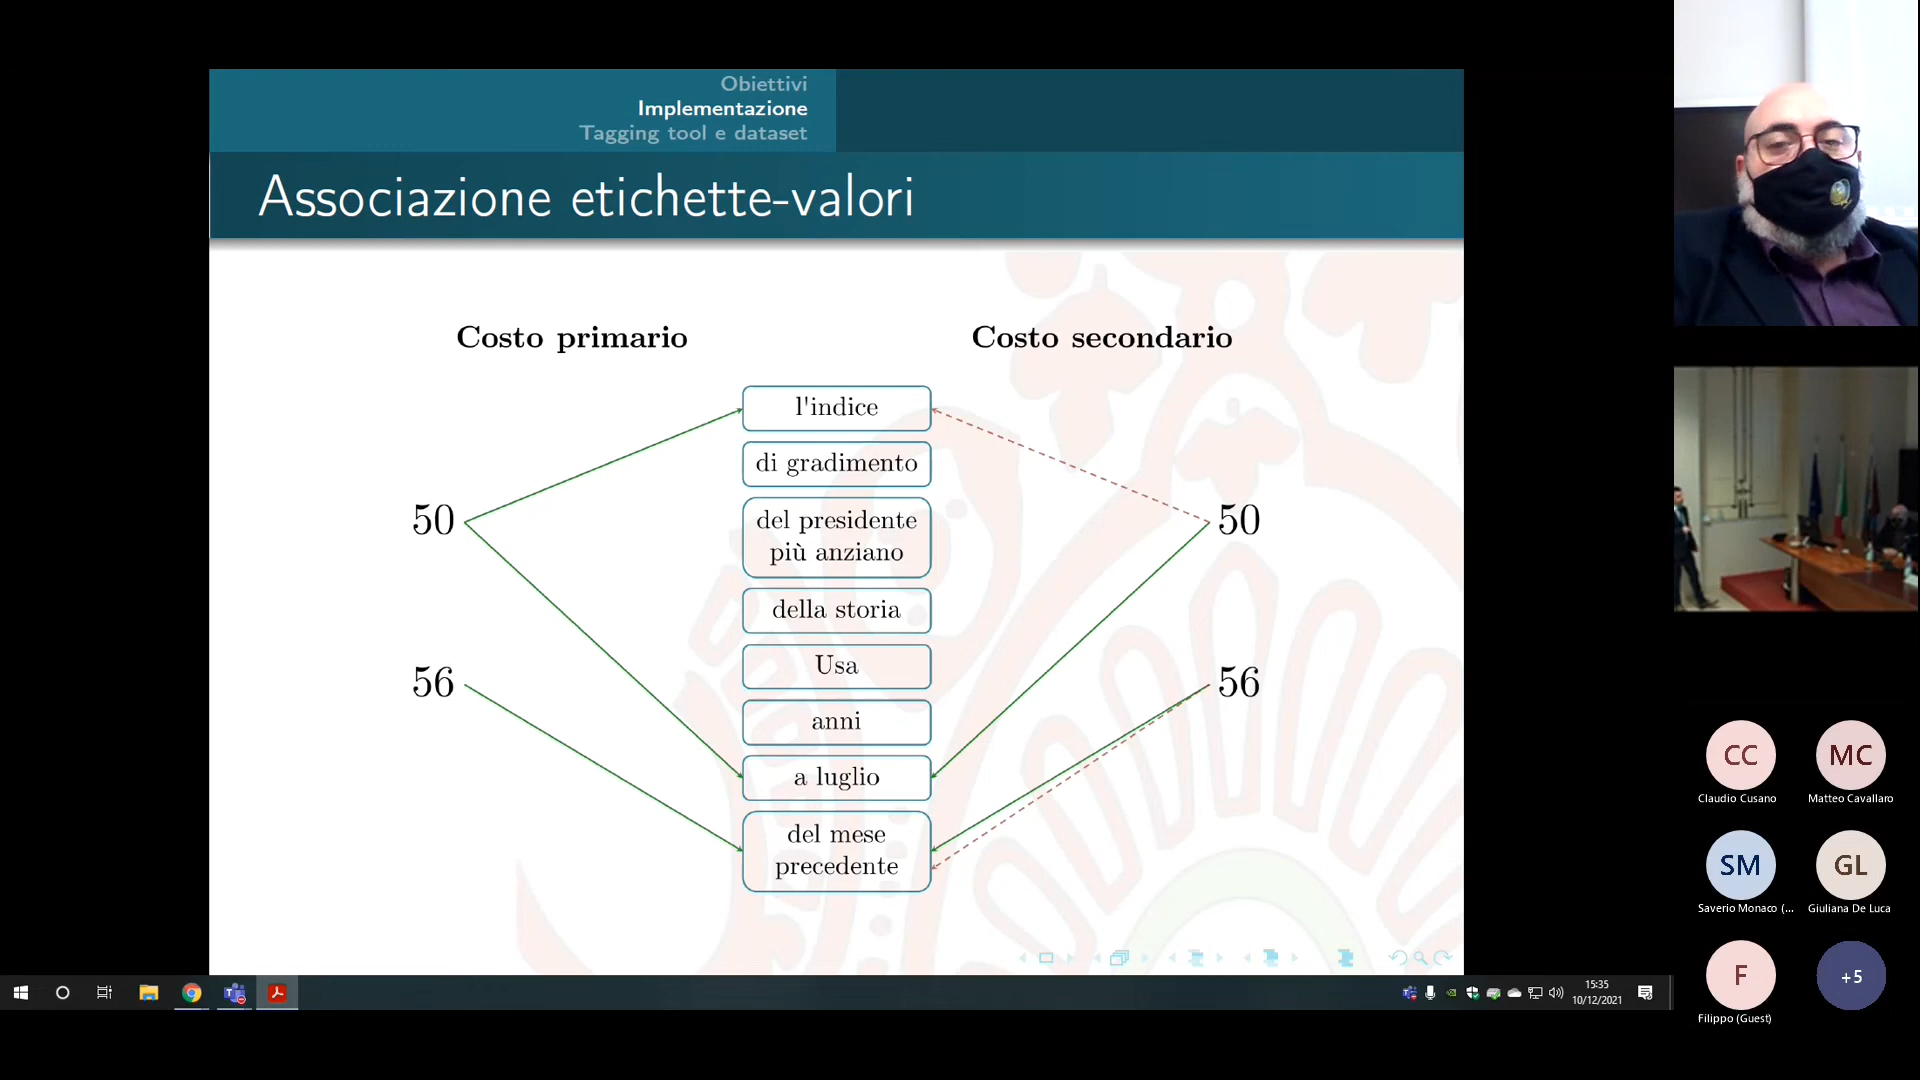 Obiettivi
Implementazione
Tagging tool e dataset
Associazione etichette-valori
Costo primario
Costo secondario
l'indice
di gradimento
50
del presidente
più anziano
50
della storia
Usa
56
56
anni
a luglio
del mese
precedente
CC
MC
Claudio Cusano
Matteo Cavallaro
SM
GL
Saverio Monaco (...
Giuliana De Luca
F
+5
Filippo (Guest)
15:35
10/12/2021